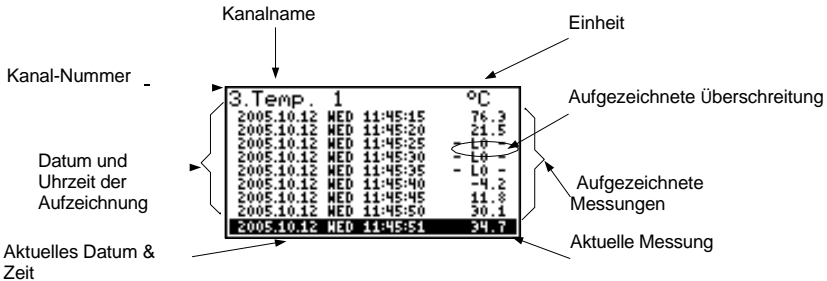 Kanalname
Einheit
Kanal-Nummer
Aufgezeichnete Überschreitung
3.Temp. 1 °C
2005.10.12 WED 11:45:15 76.3
2005.10.12 WED 11:45:20 21.5
2005.10.12 WED 11:45:25 - LO -
2005.10.12 WED 11:45:30 - LO -
2005.10.12 WED 11:45:35 - LO -
2005.10.12 WED 11:45:40 -4.2
2005.10.12 WED 11:45:45 11.8
2005.10.12 WED 11:45:50 30.1
2005.10.12 WED 11:45:51 34.7
Datum und
Uhrzeit der
Aufzeichnung
Aufgezeichnete
Messungen
Aktuelles Datum &
Zeit
Aktuelle Messung